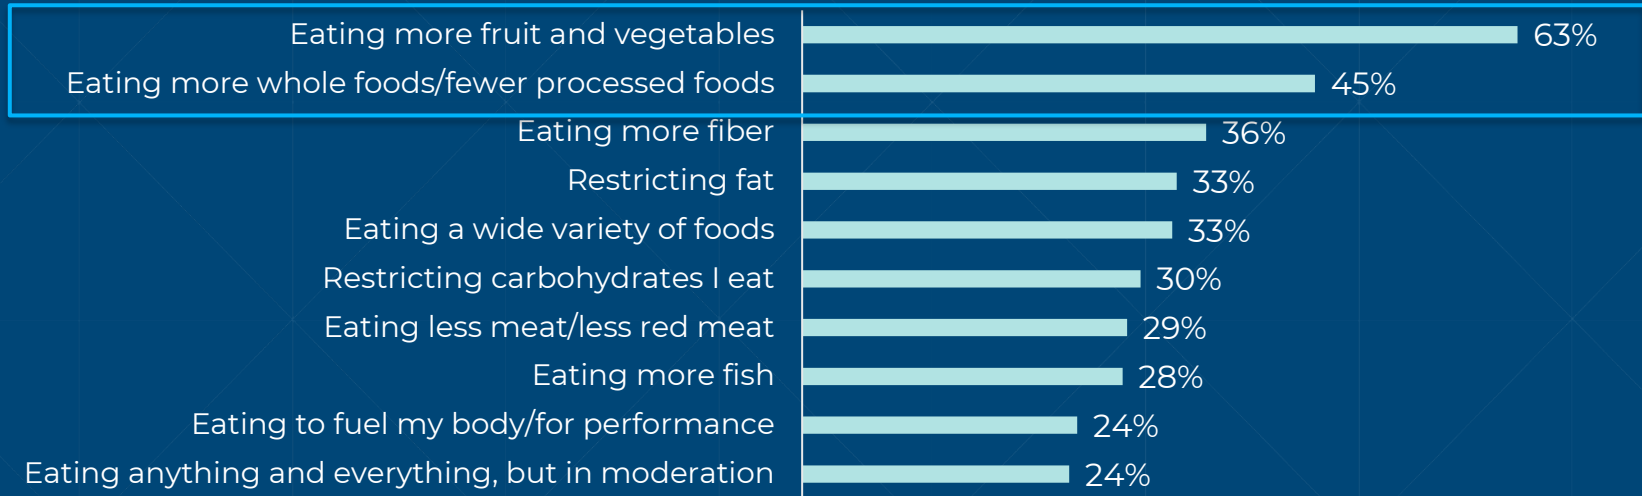 Eating more fruit and vegetables 63%
Eating more whole foods/fewer processed foods 45%
Eating more fiber 36%
Restricting fat 33%
Eating a wide variety of foods 33%
Restricting carbohydrates I eat 30%
Eating less meat/less red meat 29%
Eating more fish 28%
Eating to fuel my body/for performance 24%
Eating anything and everything, but in moderation 24%